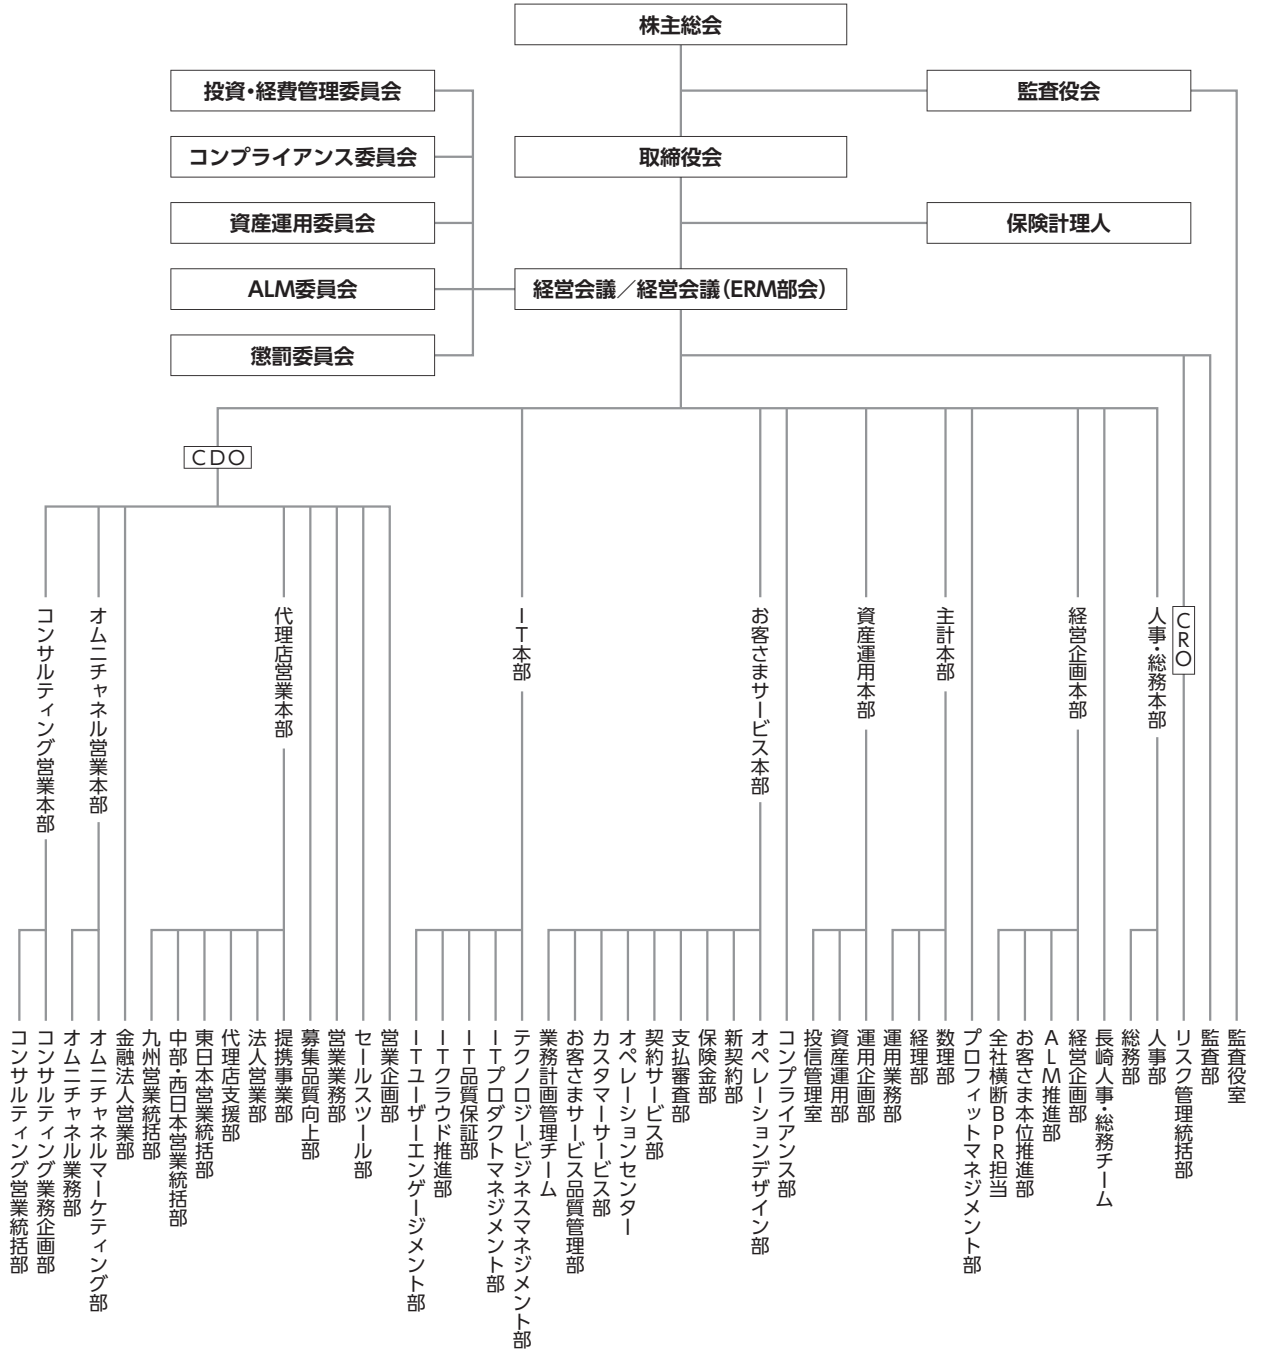 株主総会
投資・経費管理委員会
監査役会
コンプライアンス委員会
取締役会
資産運用委員会
保険計理人
ALM委員会
経営会議／経営会議（ERM部会）
懲罰委員会
CDO
コンサルティング営業本部
オムニチャネル営業本部
代理店営業本部
IT本部
お客さまサービス本部
資産運用本部
主計本部
経営企画本部
人事・総務本部
CRO
コンサルティング営業統括部
コンサルティング業務企画部
オムニチャネル業務部
オムニチャネルマーケティング部
金融法人営業部
九州営業統括部
中部・西日本営業統括部
東日本営業統括部
代理店支援部
法人営業部
提携事業部
募集品質向上部
営業業務部
セールスツール部
営業企画部
ITユーザーエンゲージメント部
ITクラウド推進部
IT品質保証部
ITプロダクトマネジメント部
テクノロジービジネスマネジメント部
業務計画管理チーム
お客さまサービス品質管理部
カスタマーサービス部
オペレーションセンター
契約サービス部
支払審査部
保険金部
新契約部
オペレーションデザイン部
コンプライアンス部
投信管理室
資産運用部
運用企画部
運用業務部
経理部
数理部
プロフィットマネジメント部
全社横断BPR担当
お客さま本位推進部
ALM推進部
経営企画部
長崎人事・総務チーム
総務部
人事部
リスク管理統括部
監査部
監査役室